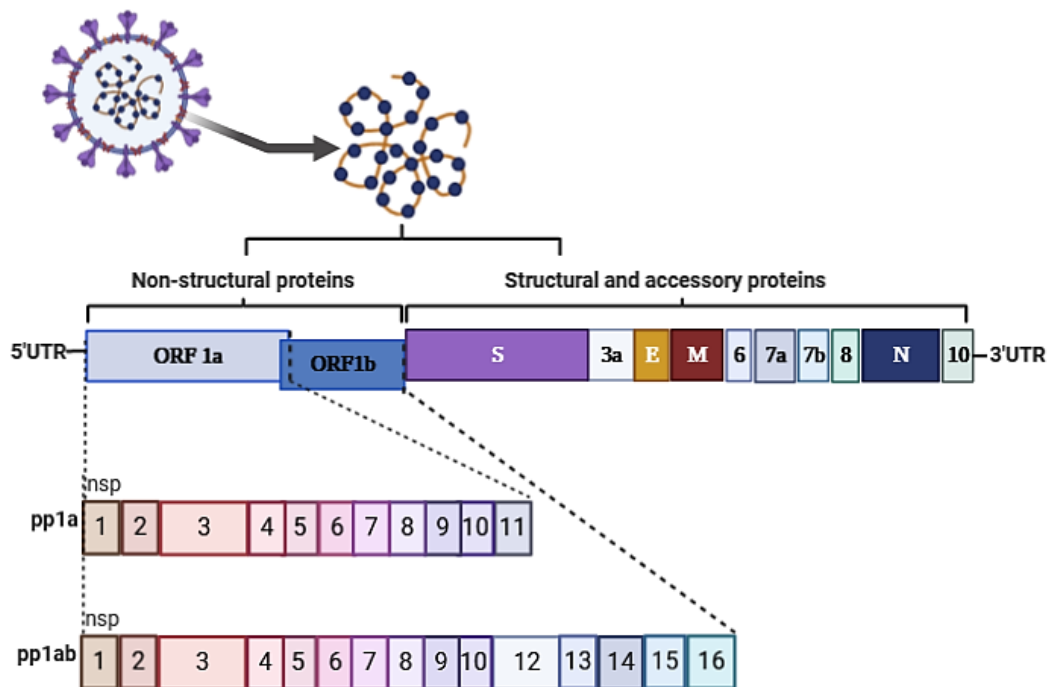 Non-structural proteins Structural and accessory proteins
5'UTR ORF 1a ORF1b S 3a E M 6 7a 7b 8 N 10 3'UTR
nsp
pp1a 1 2 3 4 5 6 7 8 9 10 11
nsp
pp1ab 1 2 3 4 5 6 7 8 9 10 12 13 14 15 16